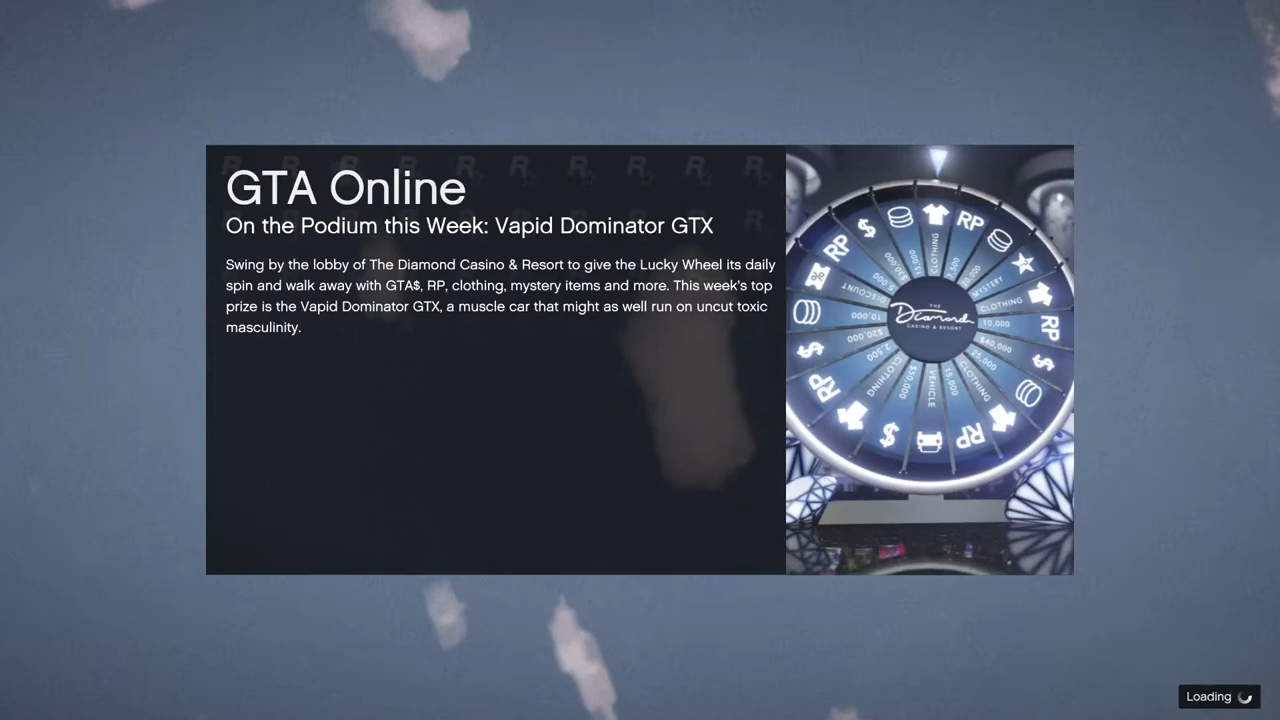 GTA Online
On the Podium this Week: Vapid Dominator GTX
Swing by the lobby of The Diamond Casino & Resort to give the Lucky Wheel its daily
spin and walk away with GTA$, RP, clothing, mystery items and more. This week's top
prize is the Vapid Dominator GTX, a muscle car that might as well run on uncut toxic
masculinity.
CLOTHING
RP
MYSTERY
CLOTHING
RP
10,000
$40,000
25,000
CLOTHING
RP
15,000
VEHICLE
$30,000
CLOTHING
RP
2,500
$20,000
10,000
DISCOUNT
RP
THE
Diamond
CASINO & RESORT
Loading